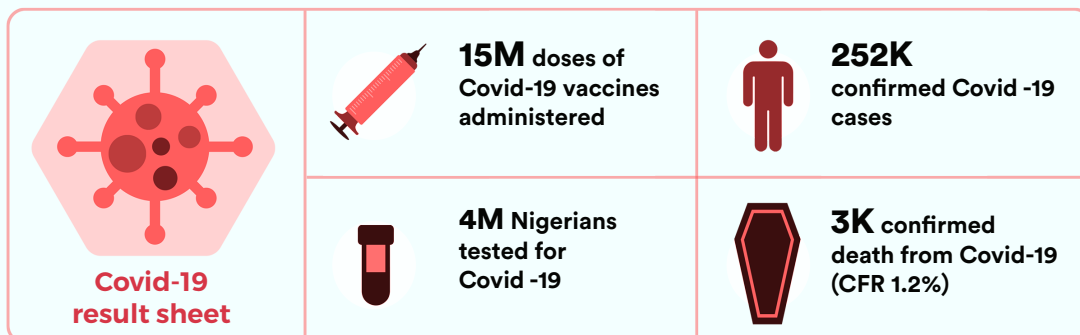 Covid-19
result sheet
15M doses of
Covid-19 vaccines
administered
252K
confirmed Covid -19
cases
4M Nigerians
tested for
Covid -19
3K confirmed
death from Covid-19
(CFR 1.2%)